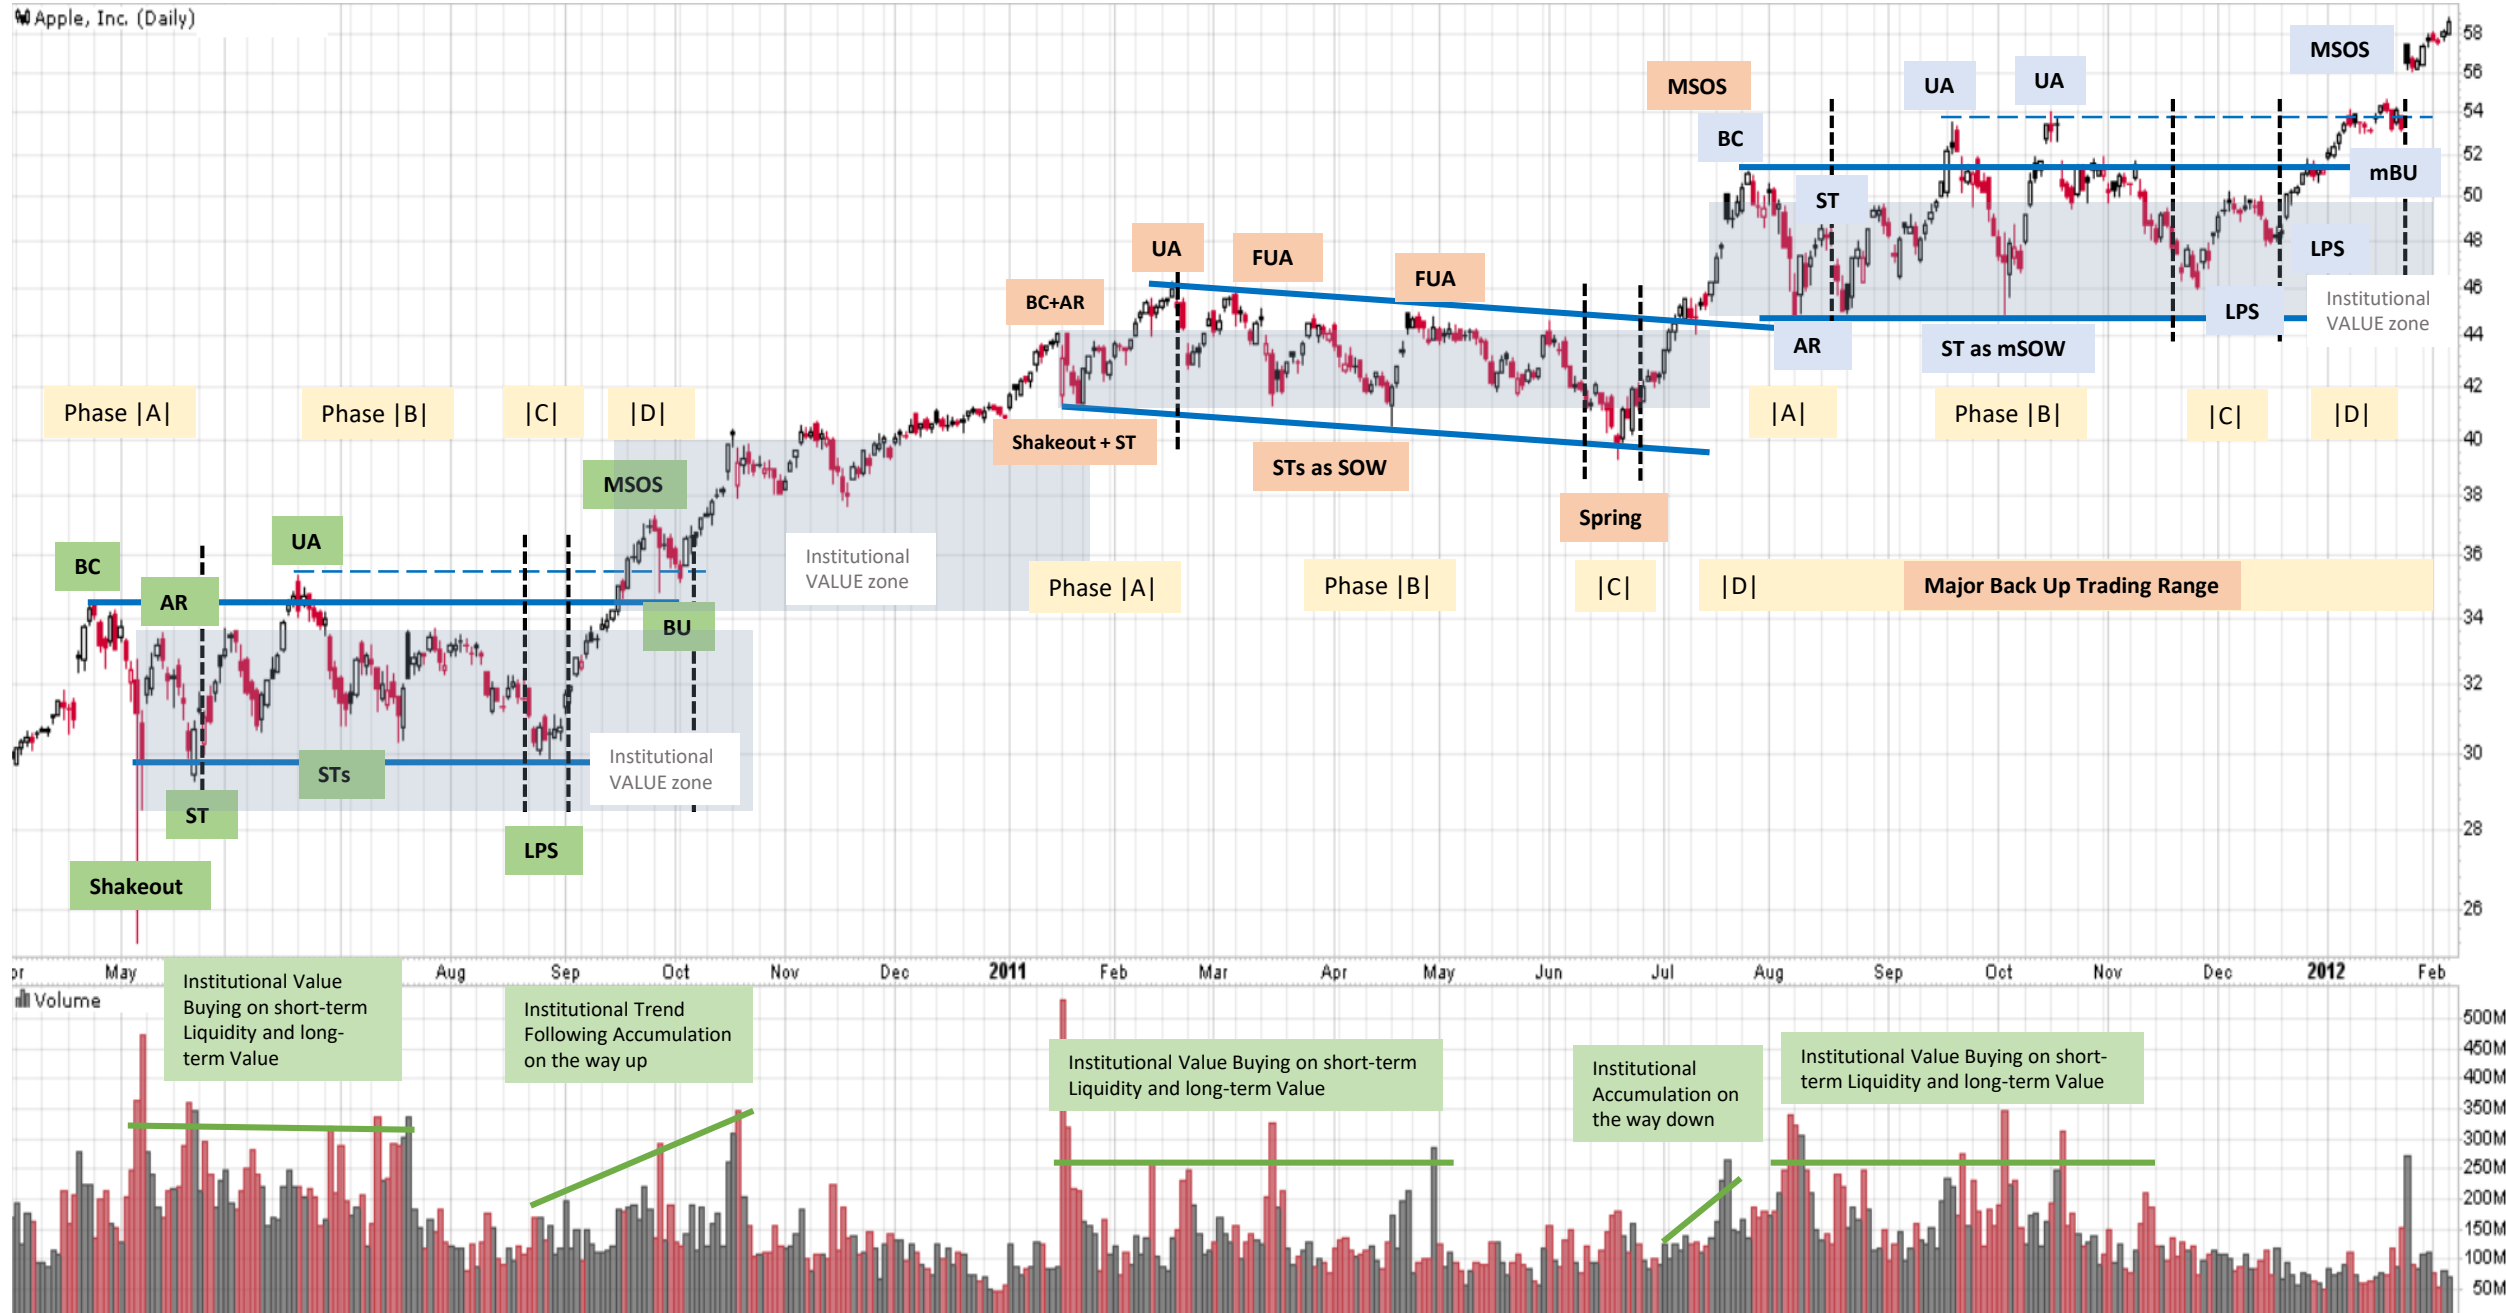 Apple, Inc. (Daily)
58
MSOS
56
MSOS
UA
UA
54
BC
52
mBU
50
ST
48
LPS
UA
FUA
FUA
46
BC+AR
Institutional
VALUE zone
LPS
44
AR
ST as mSOW
42
Phase |A|
Phase |B|
|C|
|D|
|A|
Phase |B|
|C|
|D|
40
Shakeout + ST
STs as SOW
38
MSOS
Spring
36
UA
Institutional
VALUE zone
BC
AR
Phase |A|
Phase |B|
|C|
|D|
Major Back Up Trading Range
34
BU
32
30
Institutional
VALUE zone
STs
ST
28
LPS
Shakeout
26
May
Aug
Sep
Oct
Nov
Dec
2011
Feb
Mar
Apr
May
Jun
Jul
Aug
Sep
Oct
Nov
Dec
2012
Feb
Volume
Institutional Value
Buying on short-term
Liquidity and long-
term Value
Institutional Trend
Following Accumulation
on the way up
Institutional Value Buying on short-term
Liquidity and long-term Value
Institutional
Accumulation on
the way down
Institutional Value Buying on short-
term Liquidity and long-term Value
500M
450M
400M
350M
300M
250M
200M
150M
100M
50M